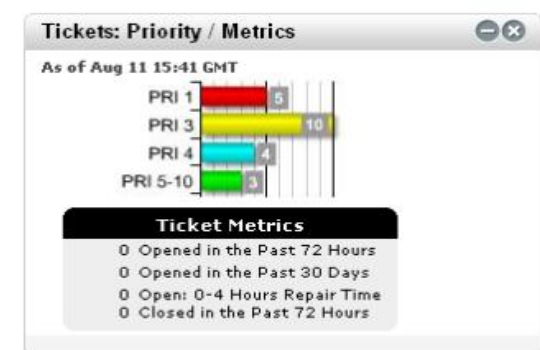 Tickets: Priority / Metrics
As of Aug 11 15:41 GMT
PRI 1 5
PRI 3 10
PRI 4 4
PRI 5-10 3
Ticket Metrics
0 Opened in the Past 72 Hours
0 Opened in the Past 30 Days
0 Open: 0-4 Hours Repair Time
0 Closed in the Past 72 Hours